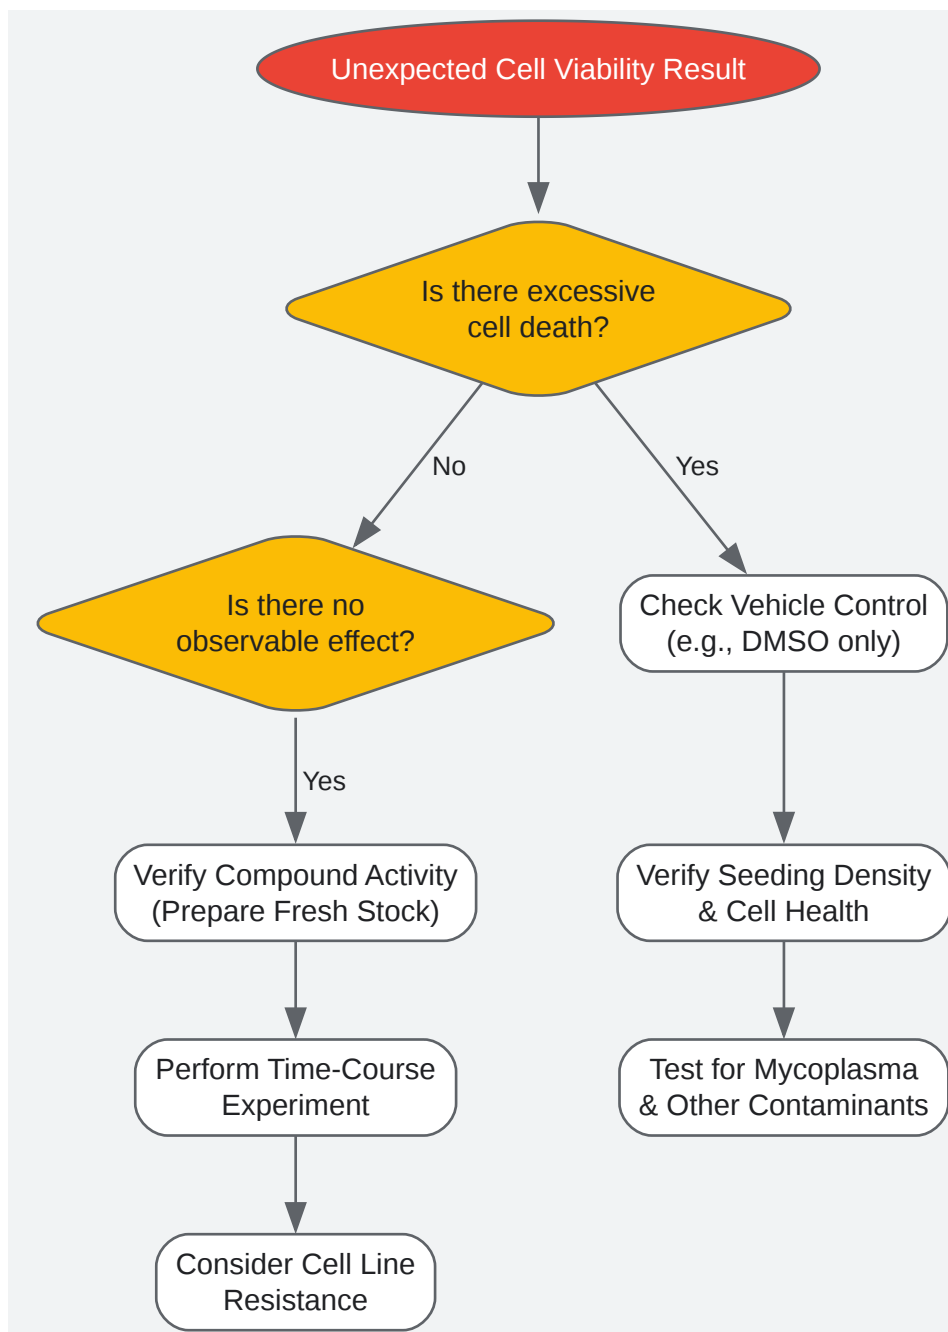 Unexpected Cell Viability Result
Is there excessive
cell death?
No
Yes
Is there no
observable effect?
Check Vehicle Control
(e.g., DMSO only)
Yes
Verify Compound Activity
(Prepare Fresh Stock)
Verify Seeding Density
& Cell Health
Perform Time-Course
Experiment
Test for Mycoplasma
& Other Contaminants
Consider Cell Line
Resistance